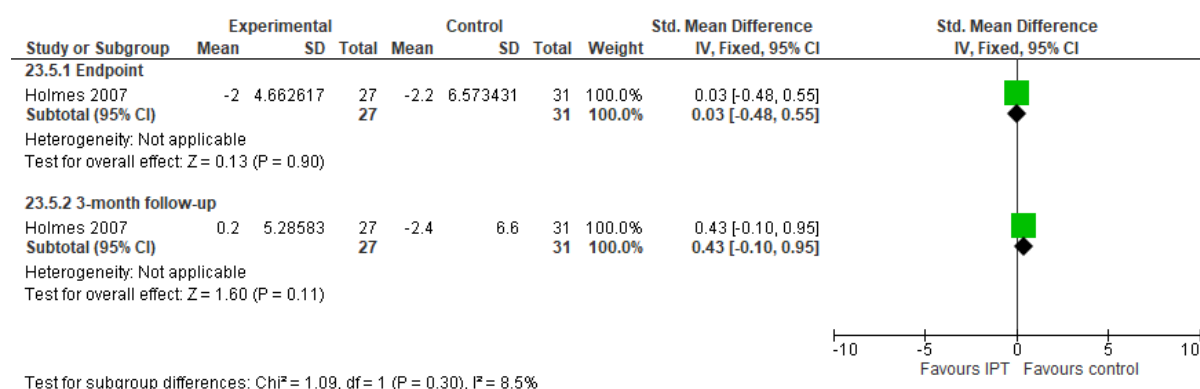 Experimental Control Std. Mean Difference Std. Mean Difference
Study or Subgroup Mean SD Total Mean SD Total Weight IV, Fixed, 95% CI IV, Fixed, 95% CI
23.5.1 Endpoint
Holmes 2007 -2 4.662617 27 -2.2 6.573431 31 100.0% 0.03 [-0.48, 0.55]
Subtotal (95% CI) 27 31 100.0% 0.03 [-0.48, 0.55]
Heterogeneity: Not applicable
Test for overall effect: Z = 0.13 (P = 0.90)
23.5.2 3-month follow-up
Holmes 2007 0.2 5.28583 27 -2.4 6.6 31 100.0% 0.43 [-0.10, 0.95]
Subtotal (95% CI) 27 31 100.0% 0.43 [-0.10, 0.95]
Heterogeneity: Not applicable
Test for overall effect: Z = 1.60 (P = 0.11)
-10 -5 0 5 10
Favours IPT Favours control
Test for subgroup differences: Chi² = 1.09, df = 1 (P = 0.30), I² = 8.5%